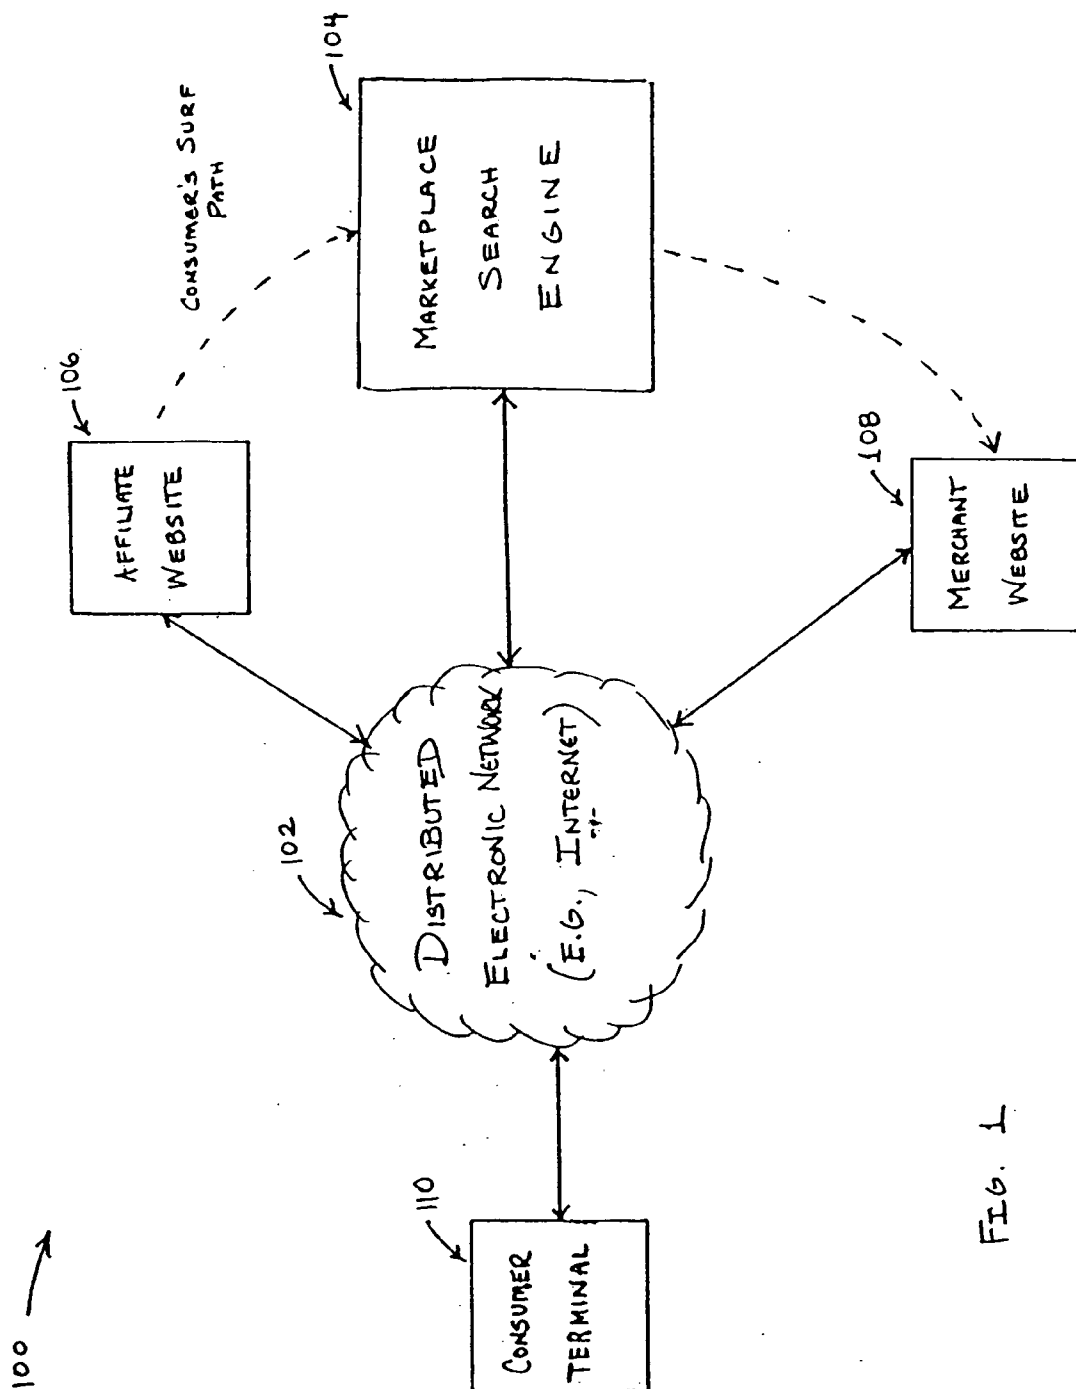 100
106
AFFILIATE
WEBSITE
CONSUMER'S SURF
PATH
104
MARKETPLACE
SEARCH
ENGINE
102
DISTRIBUTED
ELECTRONIC NETWORK
(E.G., INTERNET)
110
CONSUMER
TERMINAL
108
MERCHANT
WEBSITE
FIG. 1